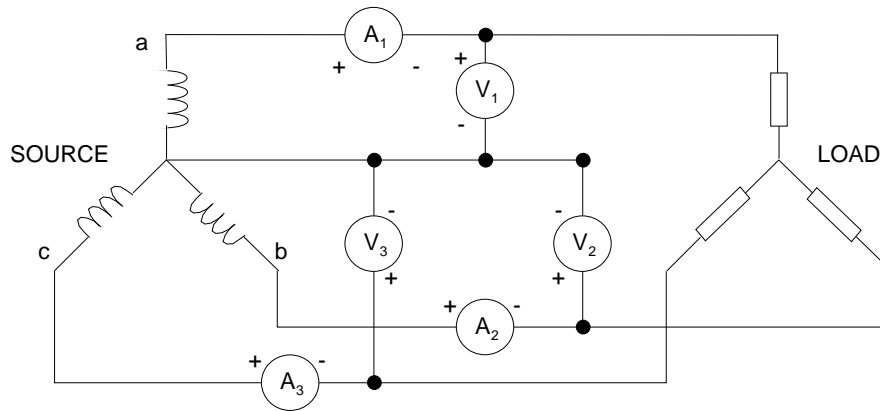 a
A1
+ -
+
V1
-
SOURCE
LOAD
- -
c
b
V3
V2
+ +
+ -
A2
+ -
A3